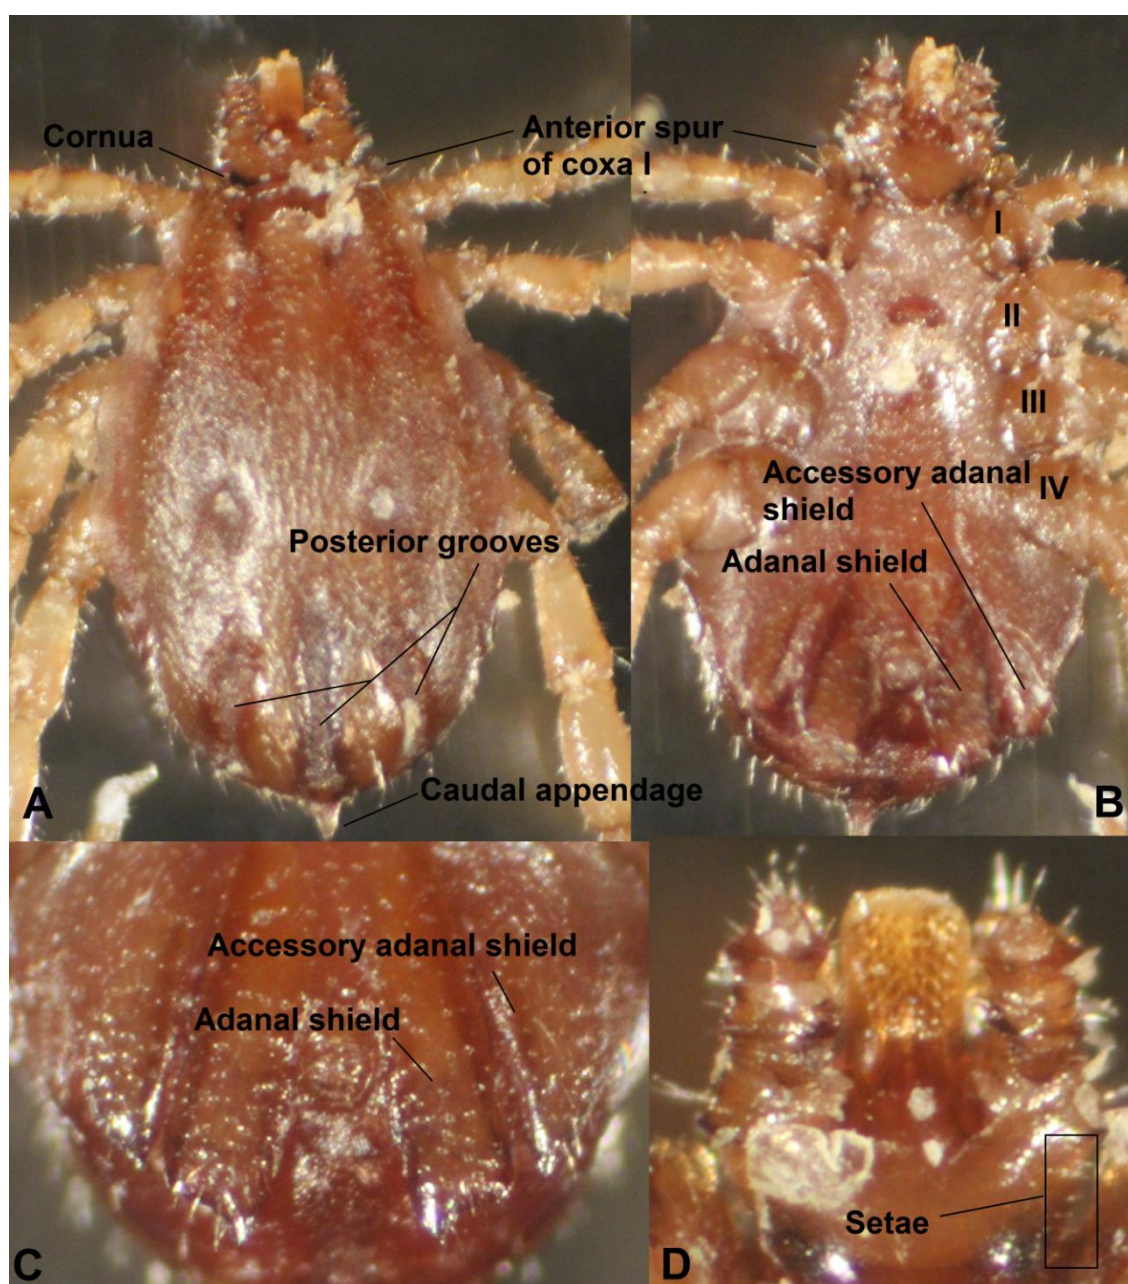 Cornua
Anterior spur
of coxa I
I
II
III
IV
Accessory adanal
shield
Adanal shield
Posterior grooves
Caudal appendage
A
B
Accessory adanal shield
Adanal shield
Setae
C
D